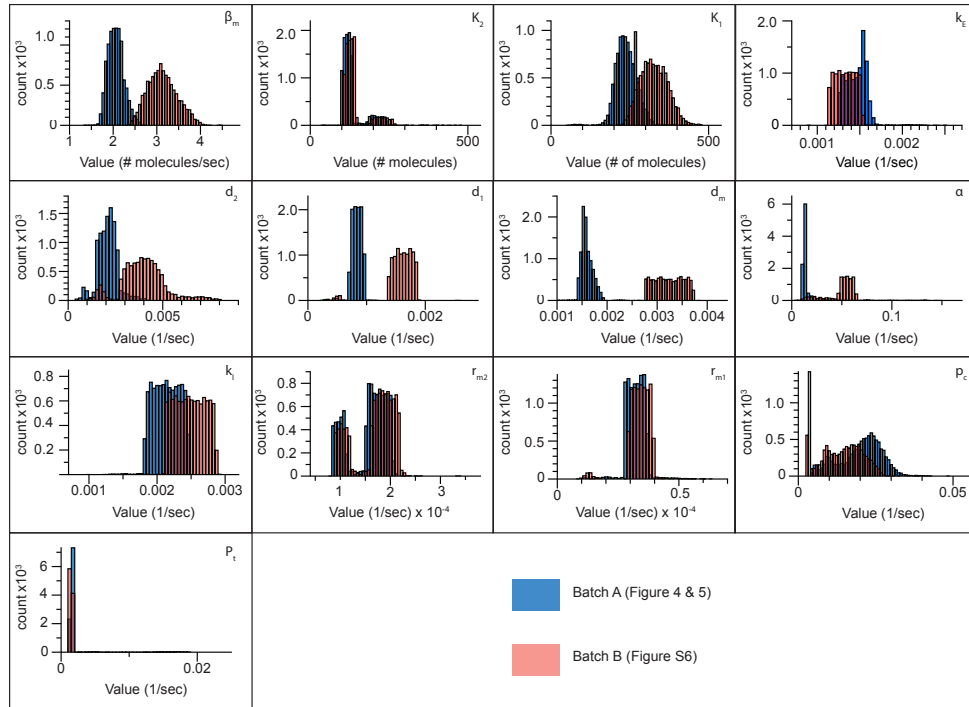 β_m
count x10³
1.0
0.5
0
1 2 3 4
Value (# molecules/sec)
K_2
2.0
1.0
0
0 500
Value (# molecules)
K_1
count x10³
1.0
0.5
0
0 500
Value (# of molecules)
k_E
count x10³
2.0
1.0
0
0.001 0.002
Value (1/sec)
d_2
count x10³
1.5
1.0
0.5
0
0 0.005
Value (1/sec)
d_1
count x10³
2.0
1.0
0
0 0.002
Value (1/sec)
d_m
count x10³
2.0
1.0
0
0.001 0.002 0.003 0.004
Value (1/sec)
α
count x10³
6
4
2
0
0 0.1
Value (1/sec)
k_I
count x10³
0.8
0.6
0.4
0.2
0.001 0.002 0.003
Value (1/sec)
r_m2
count x10³
0.8
0.6
0.4
0.2
0
1 2 3
Value (1/sec) x 10⁻⁴
r_m1
count x10³
1.0
0.5
0
0 0.5
Value (1/sec) x 10⁻⁴
p_c
count x10³
1.0
0.5
0
0 0.05
Value (1/sec)
P_t
count x10³
6
4
2
0
0 0.02
Value (1/sec)
Batch A (Figure 4 & 5)
Batch B (Figure S6)